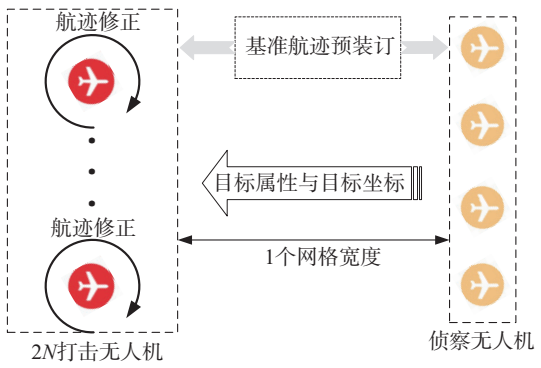 航迹修正
基准航迹预装订
目标属性与目标坐标
航迹修正
1个网格宽度
2N打击无人机
侦察无人机